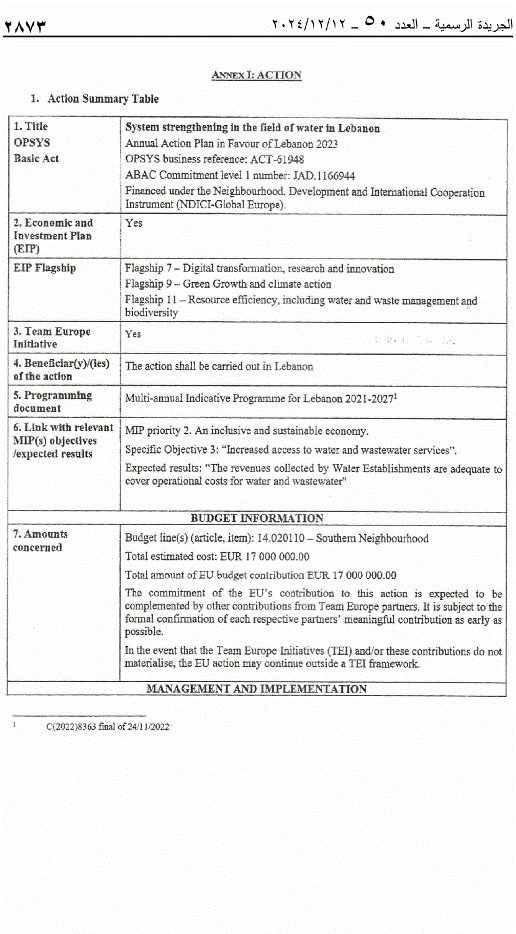 ٢٨٧٣
الجريدة الرسمية ــ العدد ٥٠ ــ ٢٠٢٤/١٢/١٢
ANNEX I: ACTION
1. Action Summary Table
1. Title
OPSYS
Basic Act
System strengthening in the field of water in Lebanon
Annual Action Plan in Favour of Lebanon 2023
OPSYS business reference: ACT-61948
ABAC Commitment level 1 number: JAD.1166944
Financed under the Neighbourhood, Development and International Cooperation
Instrument (NDICI-Global Europe).
2. Economic and
Investment Plan
(EIP)
Yes
EIP Flagship
Flagship 7 – Digital transformation, research and innovation
Flagship 9 – Green Growth and climate action
Flagship 11 – Resource efficiency, including water and waste management and
biodiversity
3. Team Europe
Initiative
Yes
4. Beneficiar(y)/(ies)
of the action
The action shall be carried out in Lebanon
5. Programming
document
Multi-annual Indicative Programme for Lebanon 2021-2027¹
6. Link with relevant
MIP(s) objectives
/expected results
MIP priority 2. An inclusive and sustainable economy.
Specific Objective 3: “Increased access to water and wastewater services”.
Expected results: “The revenues collected by Water Establishments are adequate to
cover operational costs for water and wastewater”
BUDGET INFORMATION
7. Amounts
concerned
Budget line(s) (article, item): 14.020110 – Southern Neighbourhood
Total estimated cost: EUR 17 000 000.00
Total amount of EU budget contribution EUR 17 000 000.00
The commitment of the EU’s contribution to this action is expected to be
complemented by other contributions from Team Europe partners. It is subject to the
formal confirmation of each respective partners’ meaningful contribution as early as
possible.
In the event that the Team Europe Initiatives (TEI) and/or these contributions do not
materialise, the EU action may continue outside a TEI framework.
MANAGEMENT AND IMPLEMENTATION
1 C(2022)8363 final of 24/11/2022